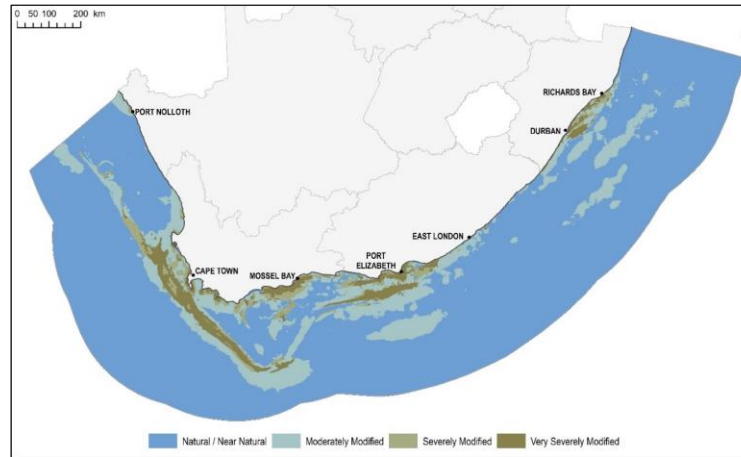 0 50 100 200 km
RICHARDS BAY
PORT NOLLOTH
DURBAN
EAST LONDON
PORT
ELIZABETH
CAPE TOWN
MOSSEL BAY
Natural / Near Natural Moderately Modified Severely Modified Very Severely Modified